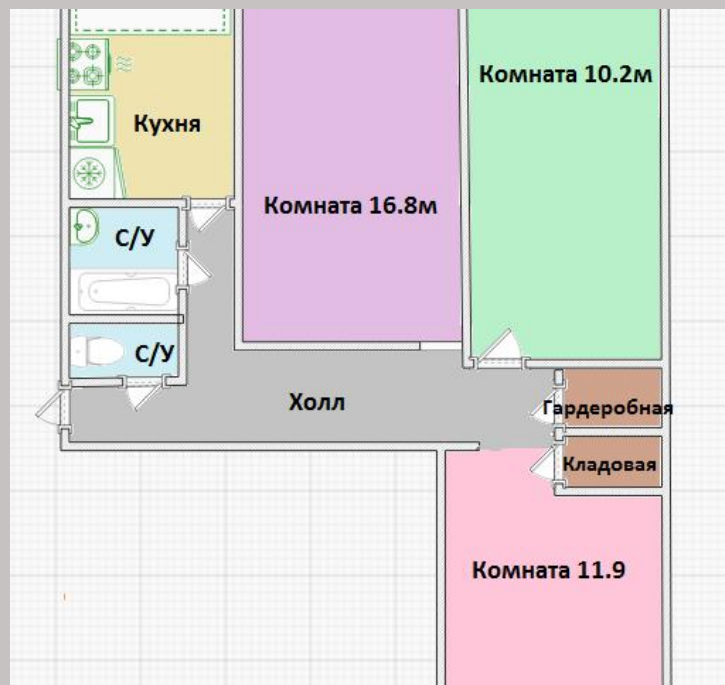 Комната 10.2м
Кухня
Комната 16.8м
С/У
С/У
Холл
Гардеробная
Кладовая
Комната 11.9